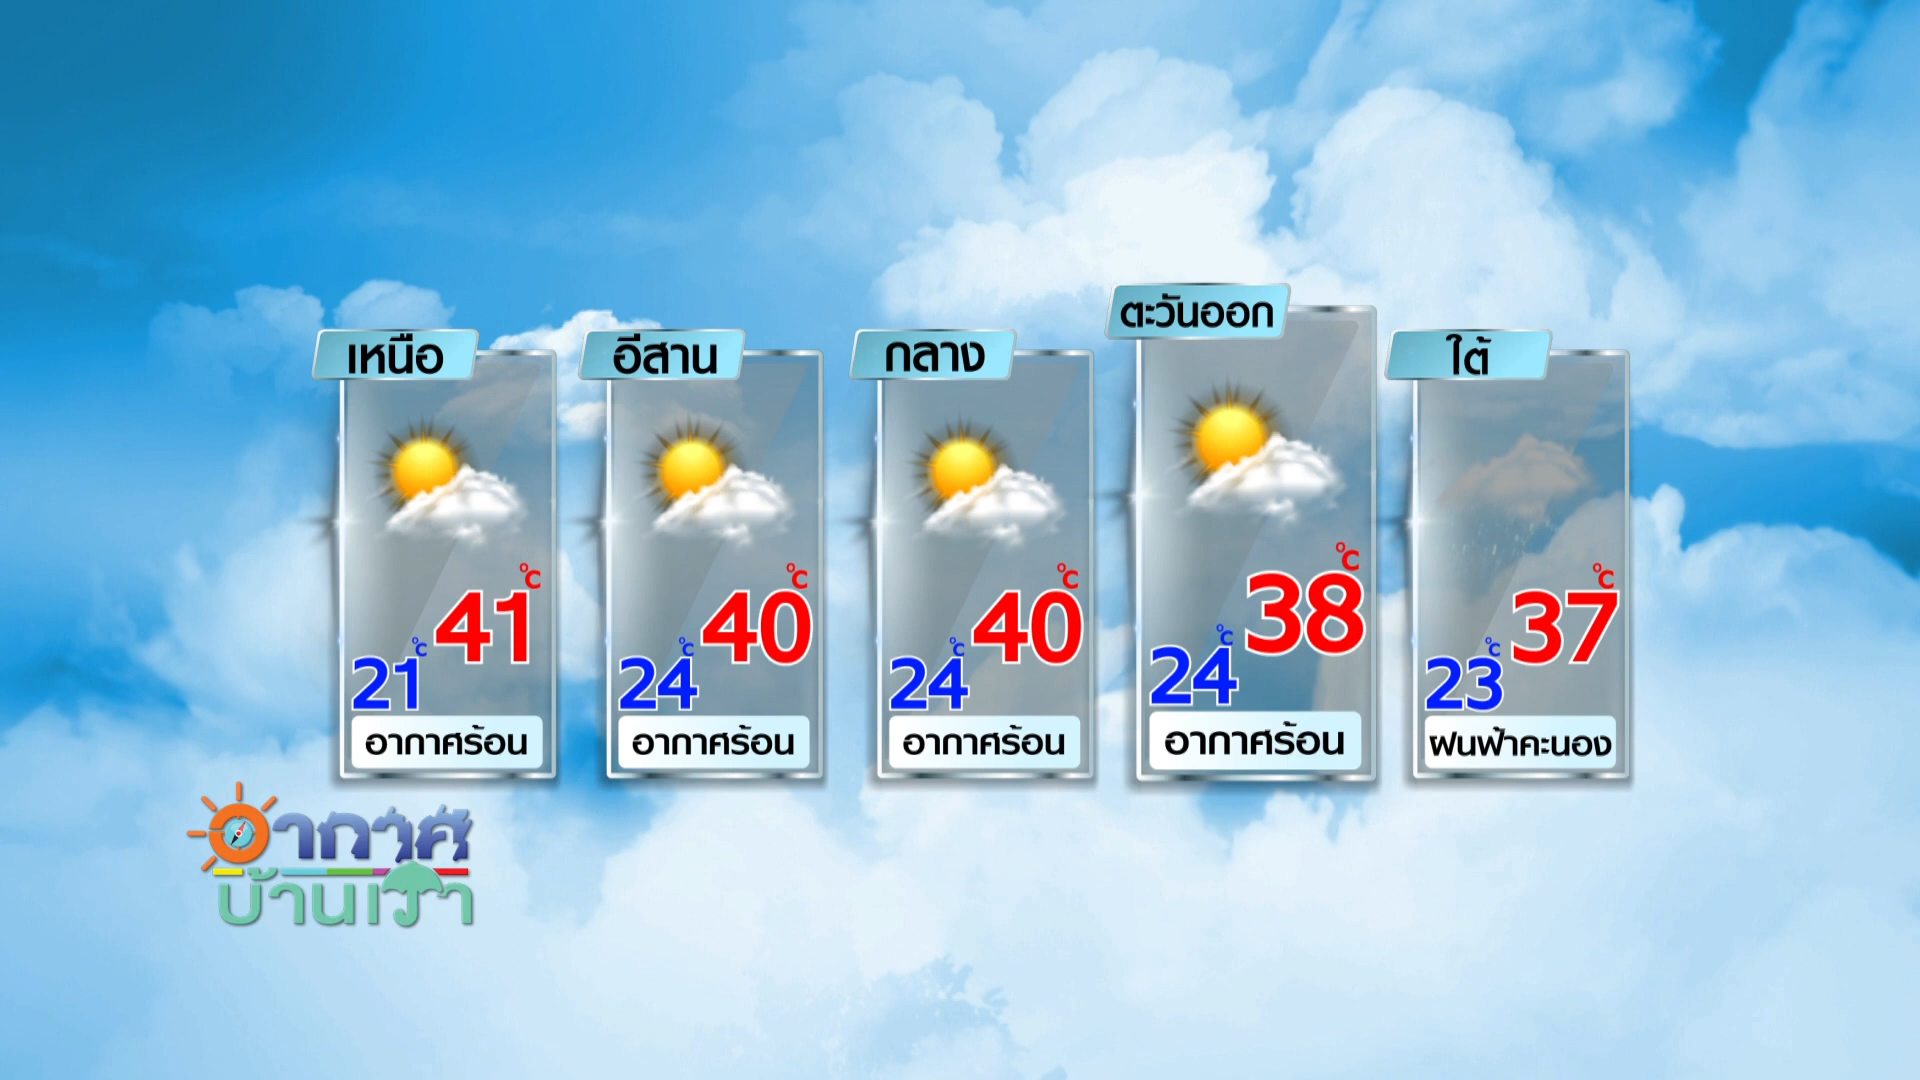 เหนือ
41°C
21°C
อากาศร้อน
อีสาน
40°C
24°C
อากาศร้อน
กลาง
40°C
24°C
อากาศร้อน
ตะวันออก
38°C
24°C
อากาศร้อน
ใต้
37°C
23°C
ฝนฟ้าคะนอง
อากาศ
บ้านเรา